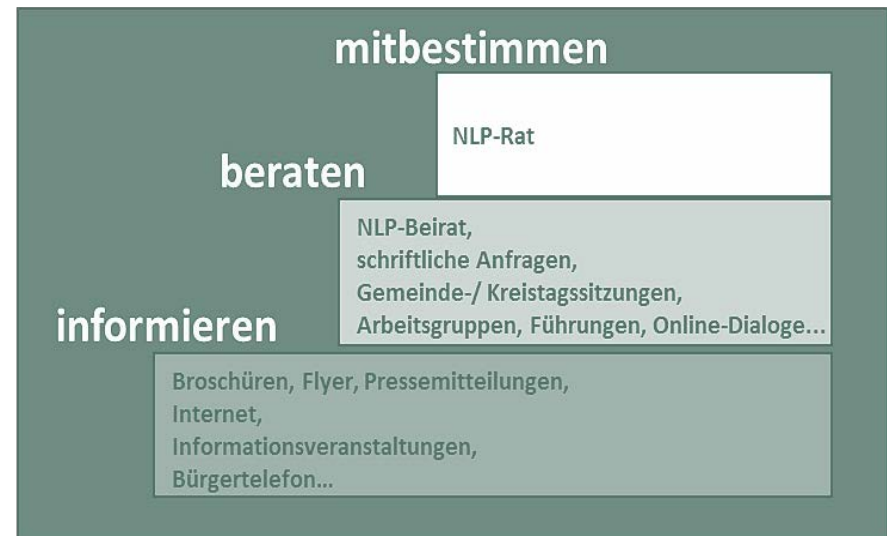 mitbestimmen
NLP-Rat
beraten
NLP-Beirat,
schriftliche Anfragen,
Gemeinde-/ Kreistagssitzungen,
Arbeitsgruppen, Führungen, Online-Dialoge...
informieren
Broschüren, Flyer, Pressemitteilungen,
Internet,
Informationsveranstaltungen,
Bürgertelefon...